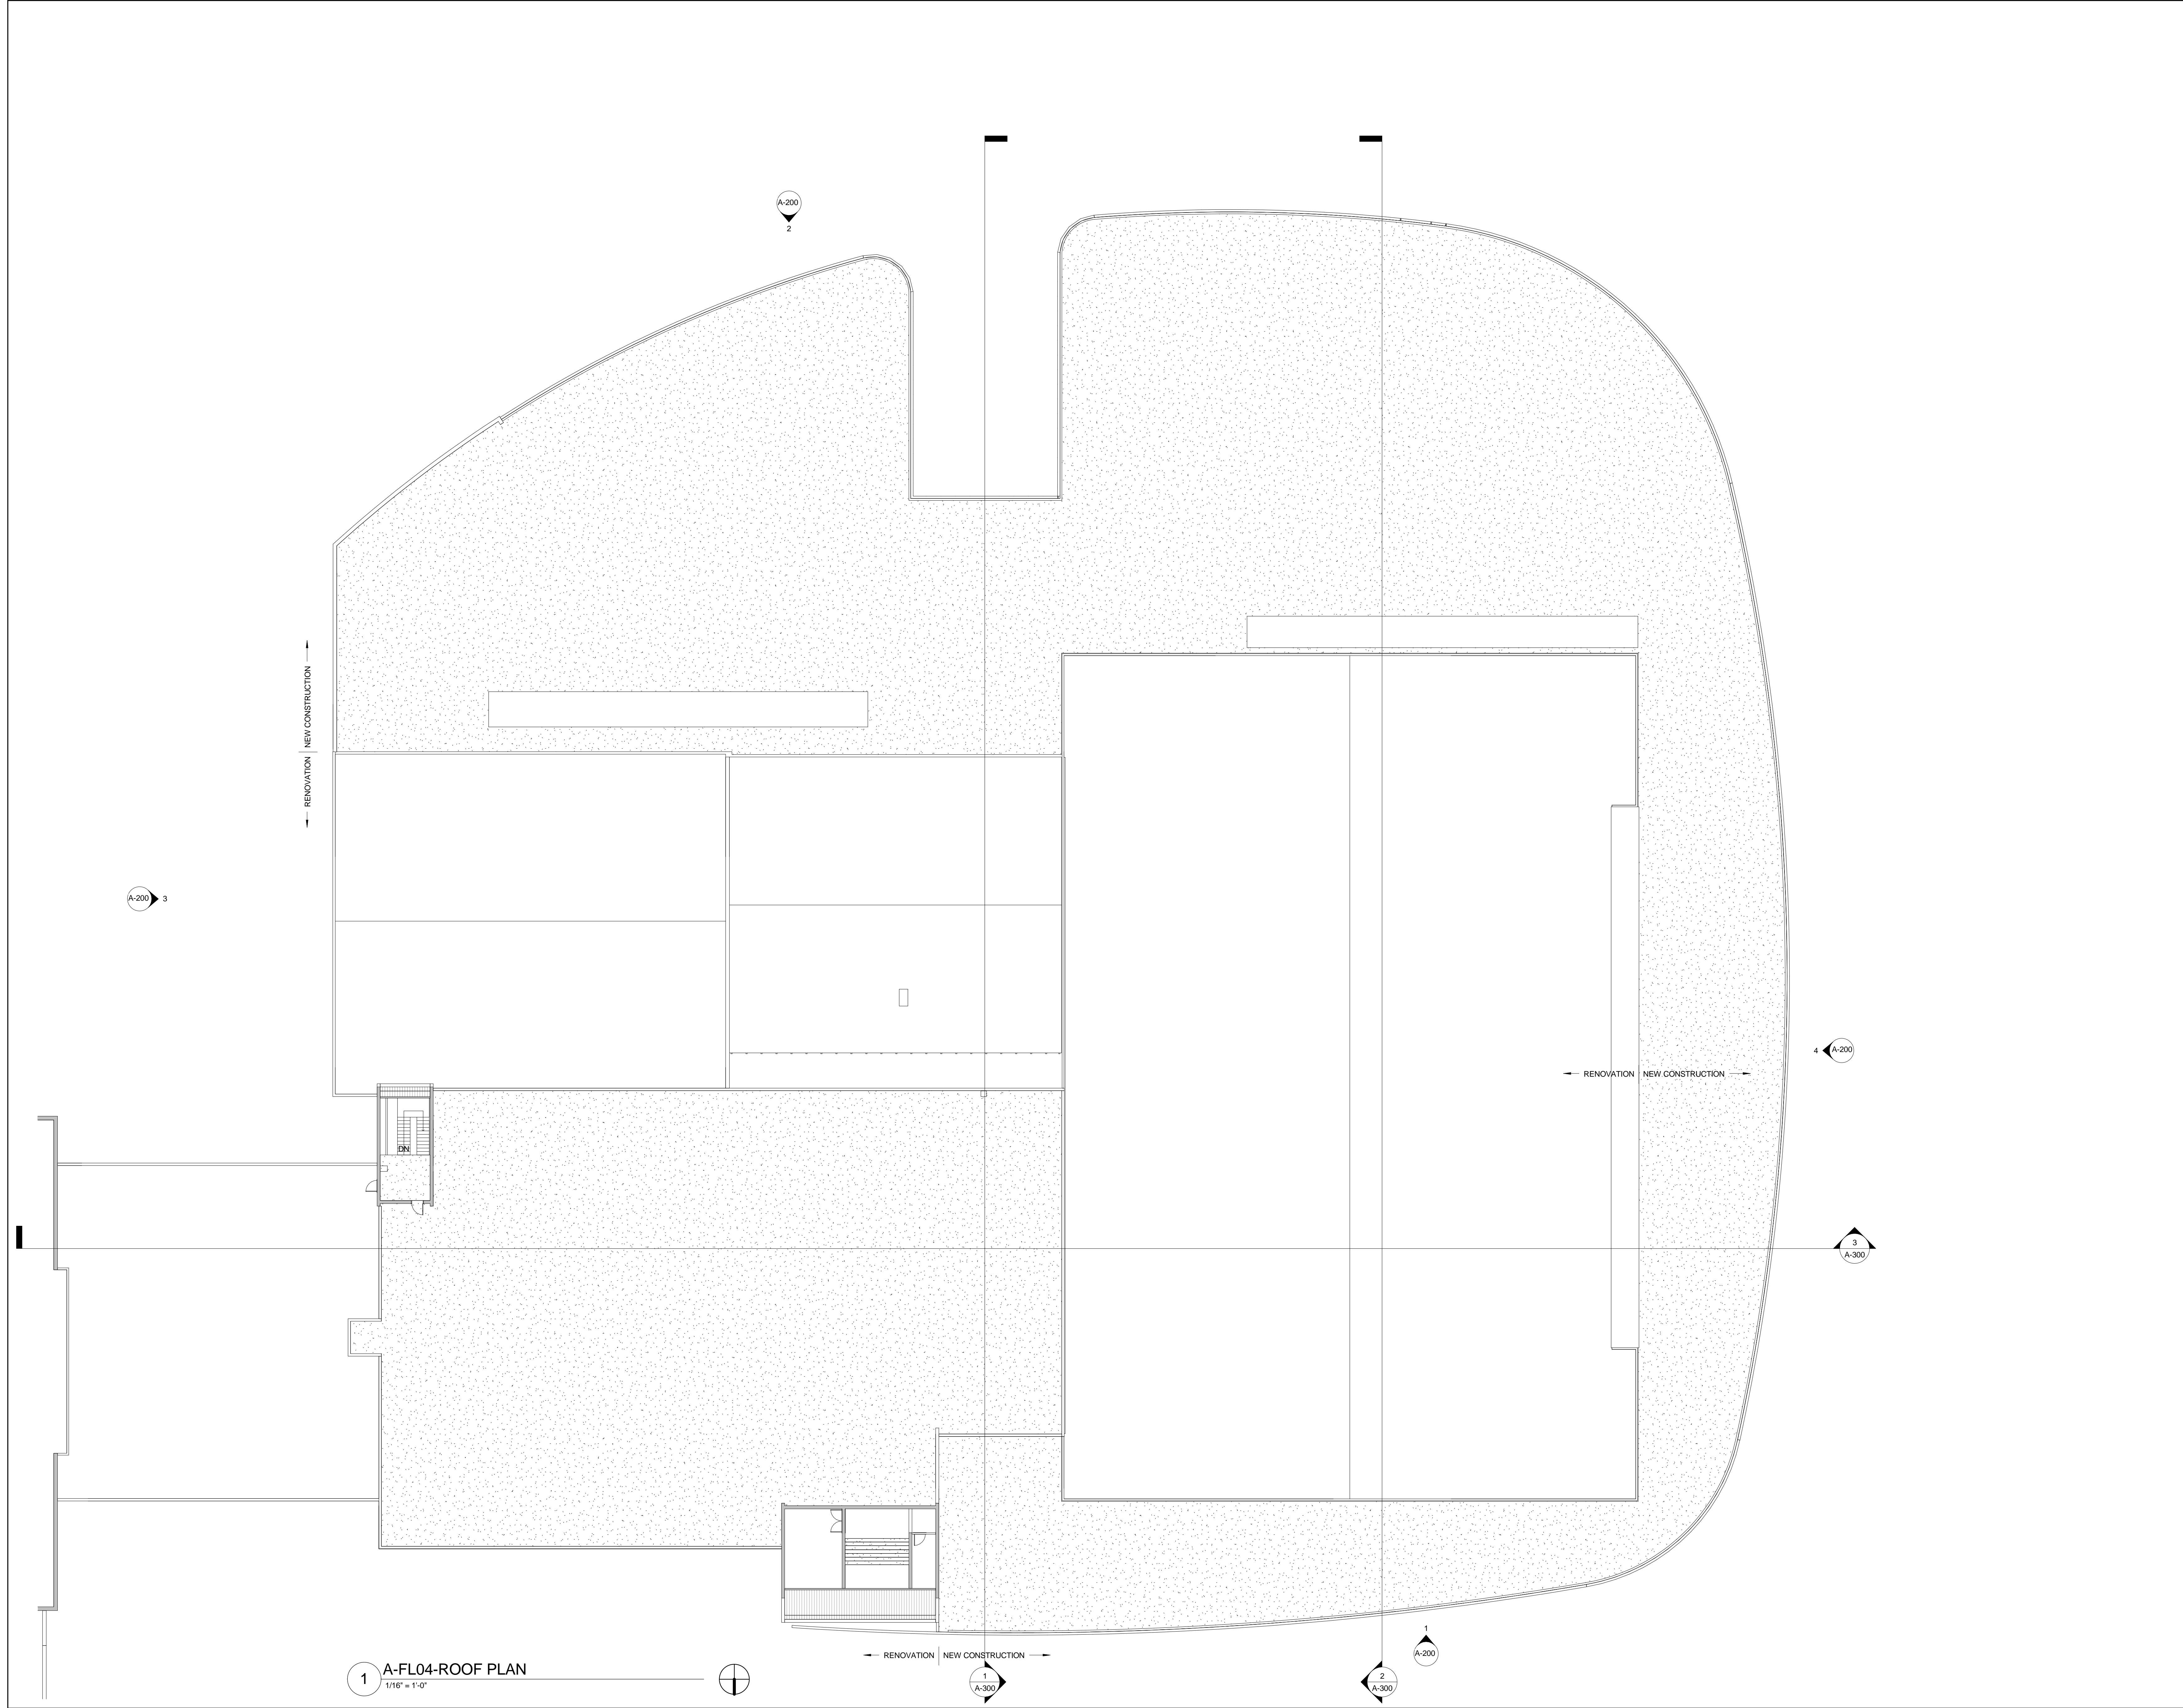 A-200
2
NEW CONSTRUCTION
RENOVATION
A-200
3
4
A-200
RENOVATION
NEW CONSTRUCTION
DN
3
A-300
1
A-200
RENOVATION
NEW CONSTRUCTION
1
A-FL04-ROOF PLAN
1/16" = 1'-0"
1
A-300
2
A-300